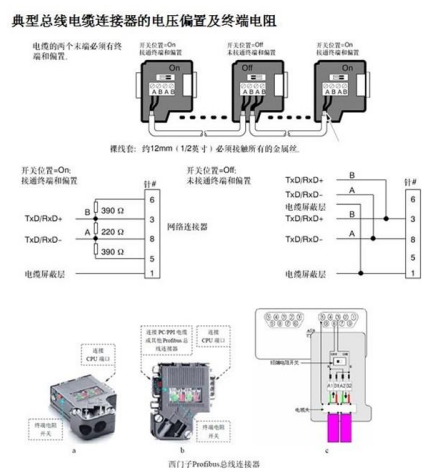 典型总线电缆连接器的电压偏置及终端电阻
电缆的两个末端必须有终端和偏置.
开关位置=On
接通终端和偏置
开关位置=Off
未接通终端和偏置
开关位置=On
接通终端和偏置
On
Off
On
A B A B
A B A B
A B A B
裸线套: 约12mm(1/2英寸)必须接触所有的金属丝.
开关位置=On:
接通终端和偏置
开关位置=Off:
未接通终端和偏置
针#
6
B
390 Ω
TxD/RxD+
3
网络连接器
A
220 Ω
TxD/RxD-
8
390 Ω
5
电缆屏蔽层
1
针#
TxD/RxD+
B
TxD/RxD-
A
电缆屏蔽层
6
TxD/RxD+
B
3
TxD/RxD-
A
8
5
电缆屏蔽层
1
连接
CPU端口
终端电阻
开关
a
连接PC/PPI电缆
或其他Profibus总
线连接器
连接
CPU端口
终端电阻
开关
b
终端电阻开关
A1 B1 A2 B2
c
西门子Profibus总线连接器